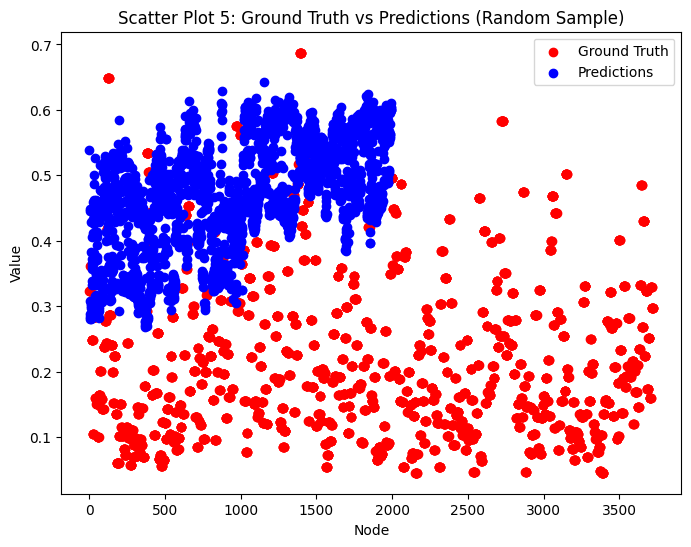 Scatter Plot 5: Ground Truth vs Predictions (Random Sample)
Ground Truth
Predictions
Value
0.7
0.6
0.5
0.4
0.3
0.2
0.1
0 500 1000 1500 2000 2500 3000 3500
Node